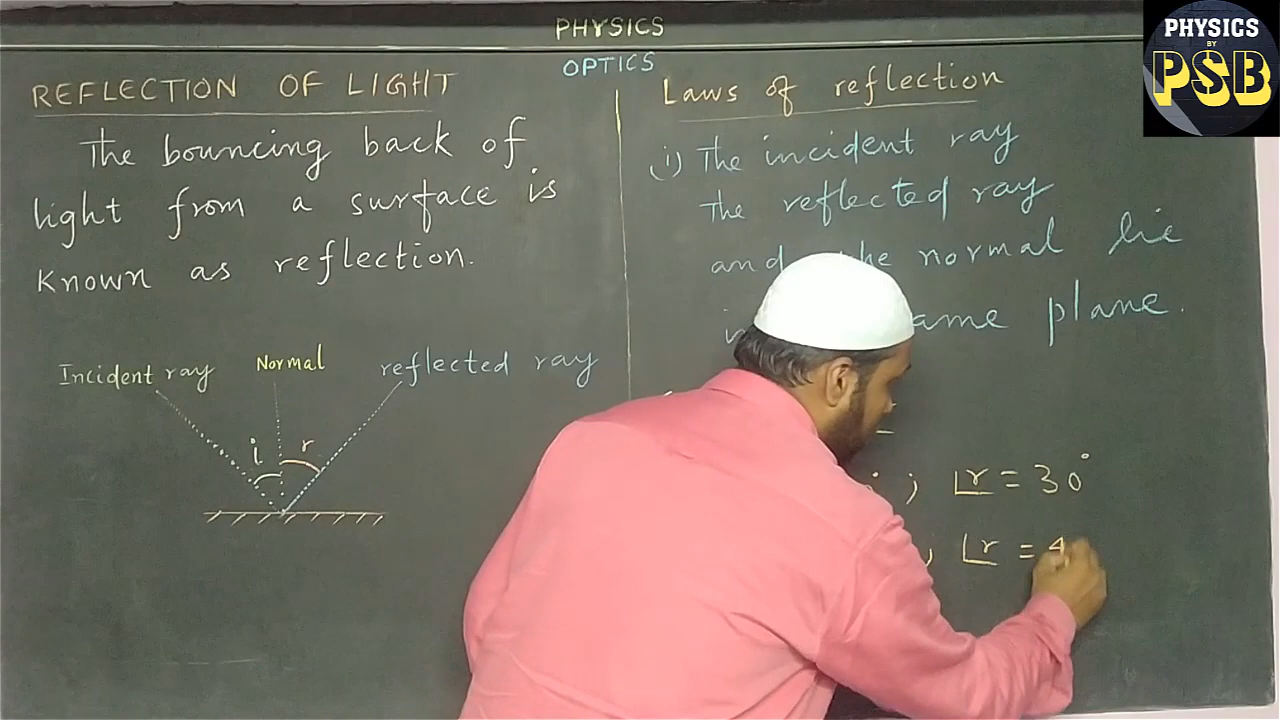 PHYSICS
OPTICS
REFLECTION OF LIGHT
The bouncing back of
light from a surface is
known as reflection.
Incident ray
Normal
reflected ray
i
r
Laws of reflection
i) The incident ray
The reflected ray
and the normal lie
same plane.
; ∠r = 30°
, ∠r = 4
PHYSICS
BY
PSB